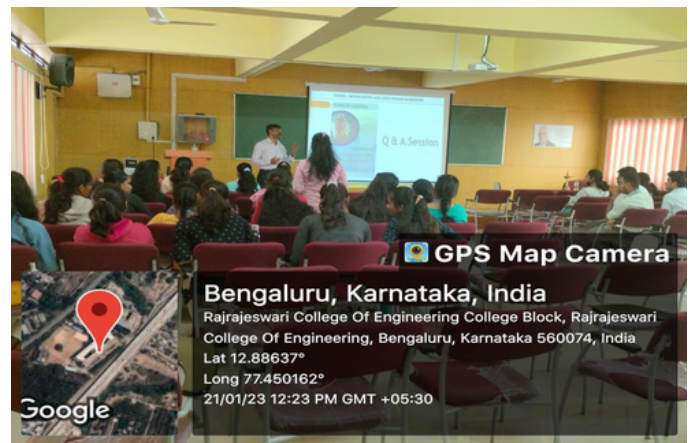 Q & A Session
GPS Map Camera
Bengaluru, Karnataka, India
Rajrajeswari College Of Engineering College Block, Rajrajeswari
College Of Engineering, Bengaluru, Karnataka 560074, India
Lat 12.88637°
Long 77.450162°
21/01/23 12:23 PM GMT +05:30
Google